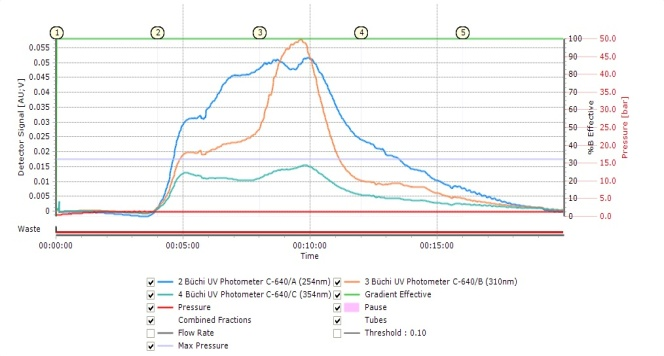 1 2 3 4 5
Detector Signal [AU;V]
0.055
0.05
0.045
0.04
0.035
0.03
0.025
0.02
0.015
0.01
0.005
0
Waste
100
90
80
70
60
50
40
30
20
10
0
%B Effective
50.0
45.0
40.0
35.0
30.0
25.0
20.0
15.0
10.0
5.0
0.0
Pressure [bar]
00:00:00 00:05:00 00:10:00 00:15:00
Time
2 Büchi UV Photometer C-640/A (254nm) 3 Büchi UV Photometer C-640/B (310nm)
4 Büchi UV Photometer C-640/C (354nm) Gradient Effective
Pressure Pause
Combined Fractions Tubes
Flow Rate Threshold : 0.10
Max Pressure